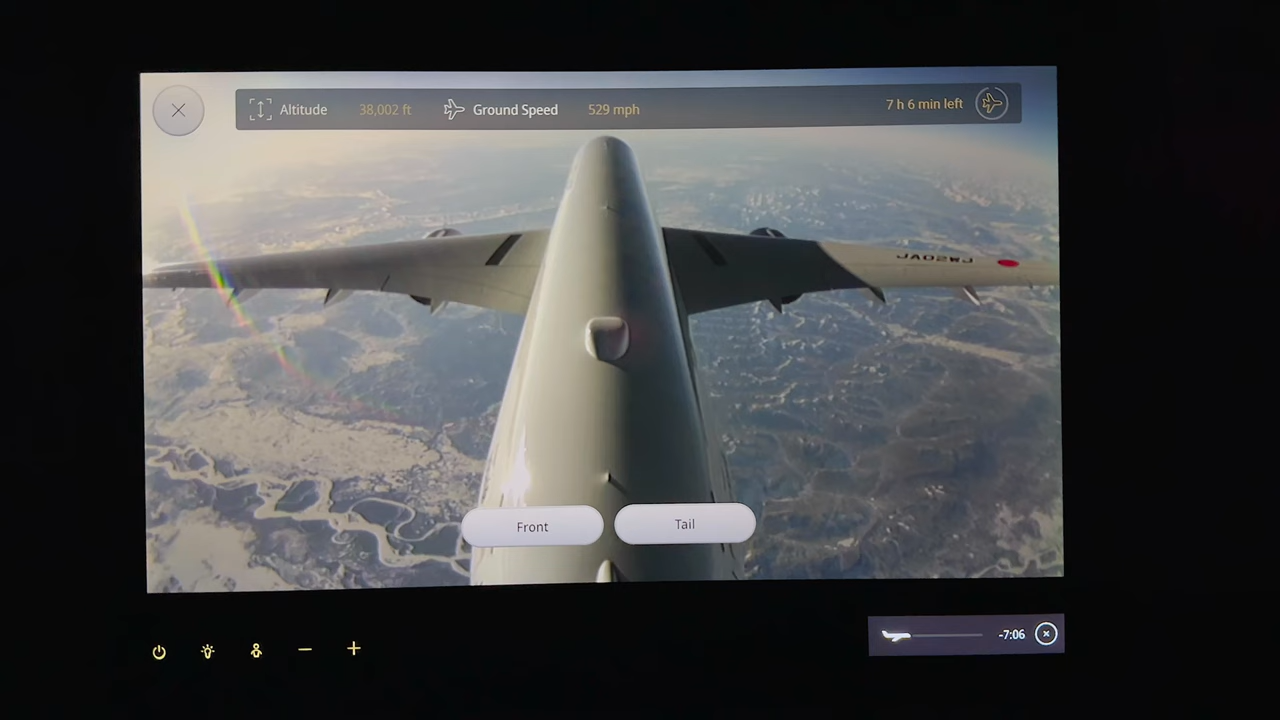 Altitude 38,002 ft Ground Speed 529 mph 7 h 6 min left
JA02WJ
Front Tail
-7:06